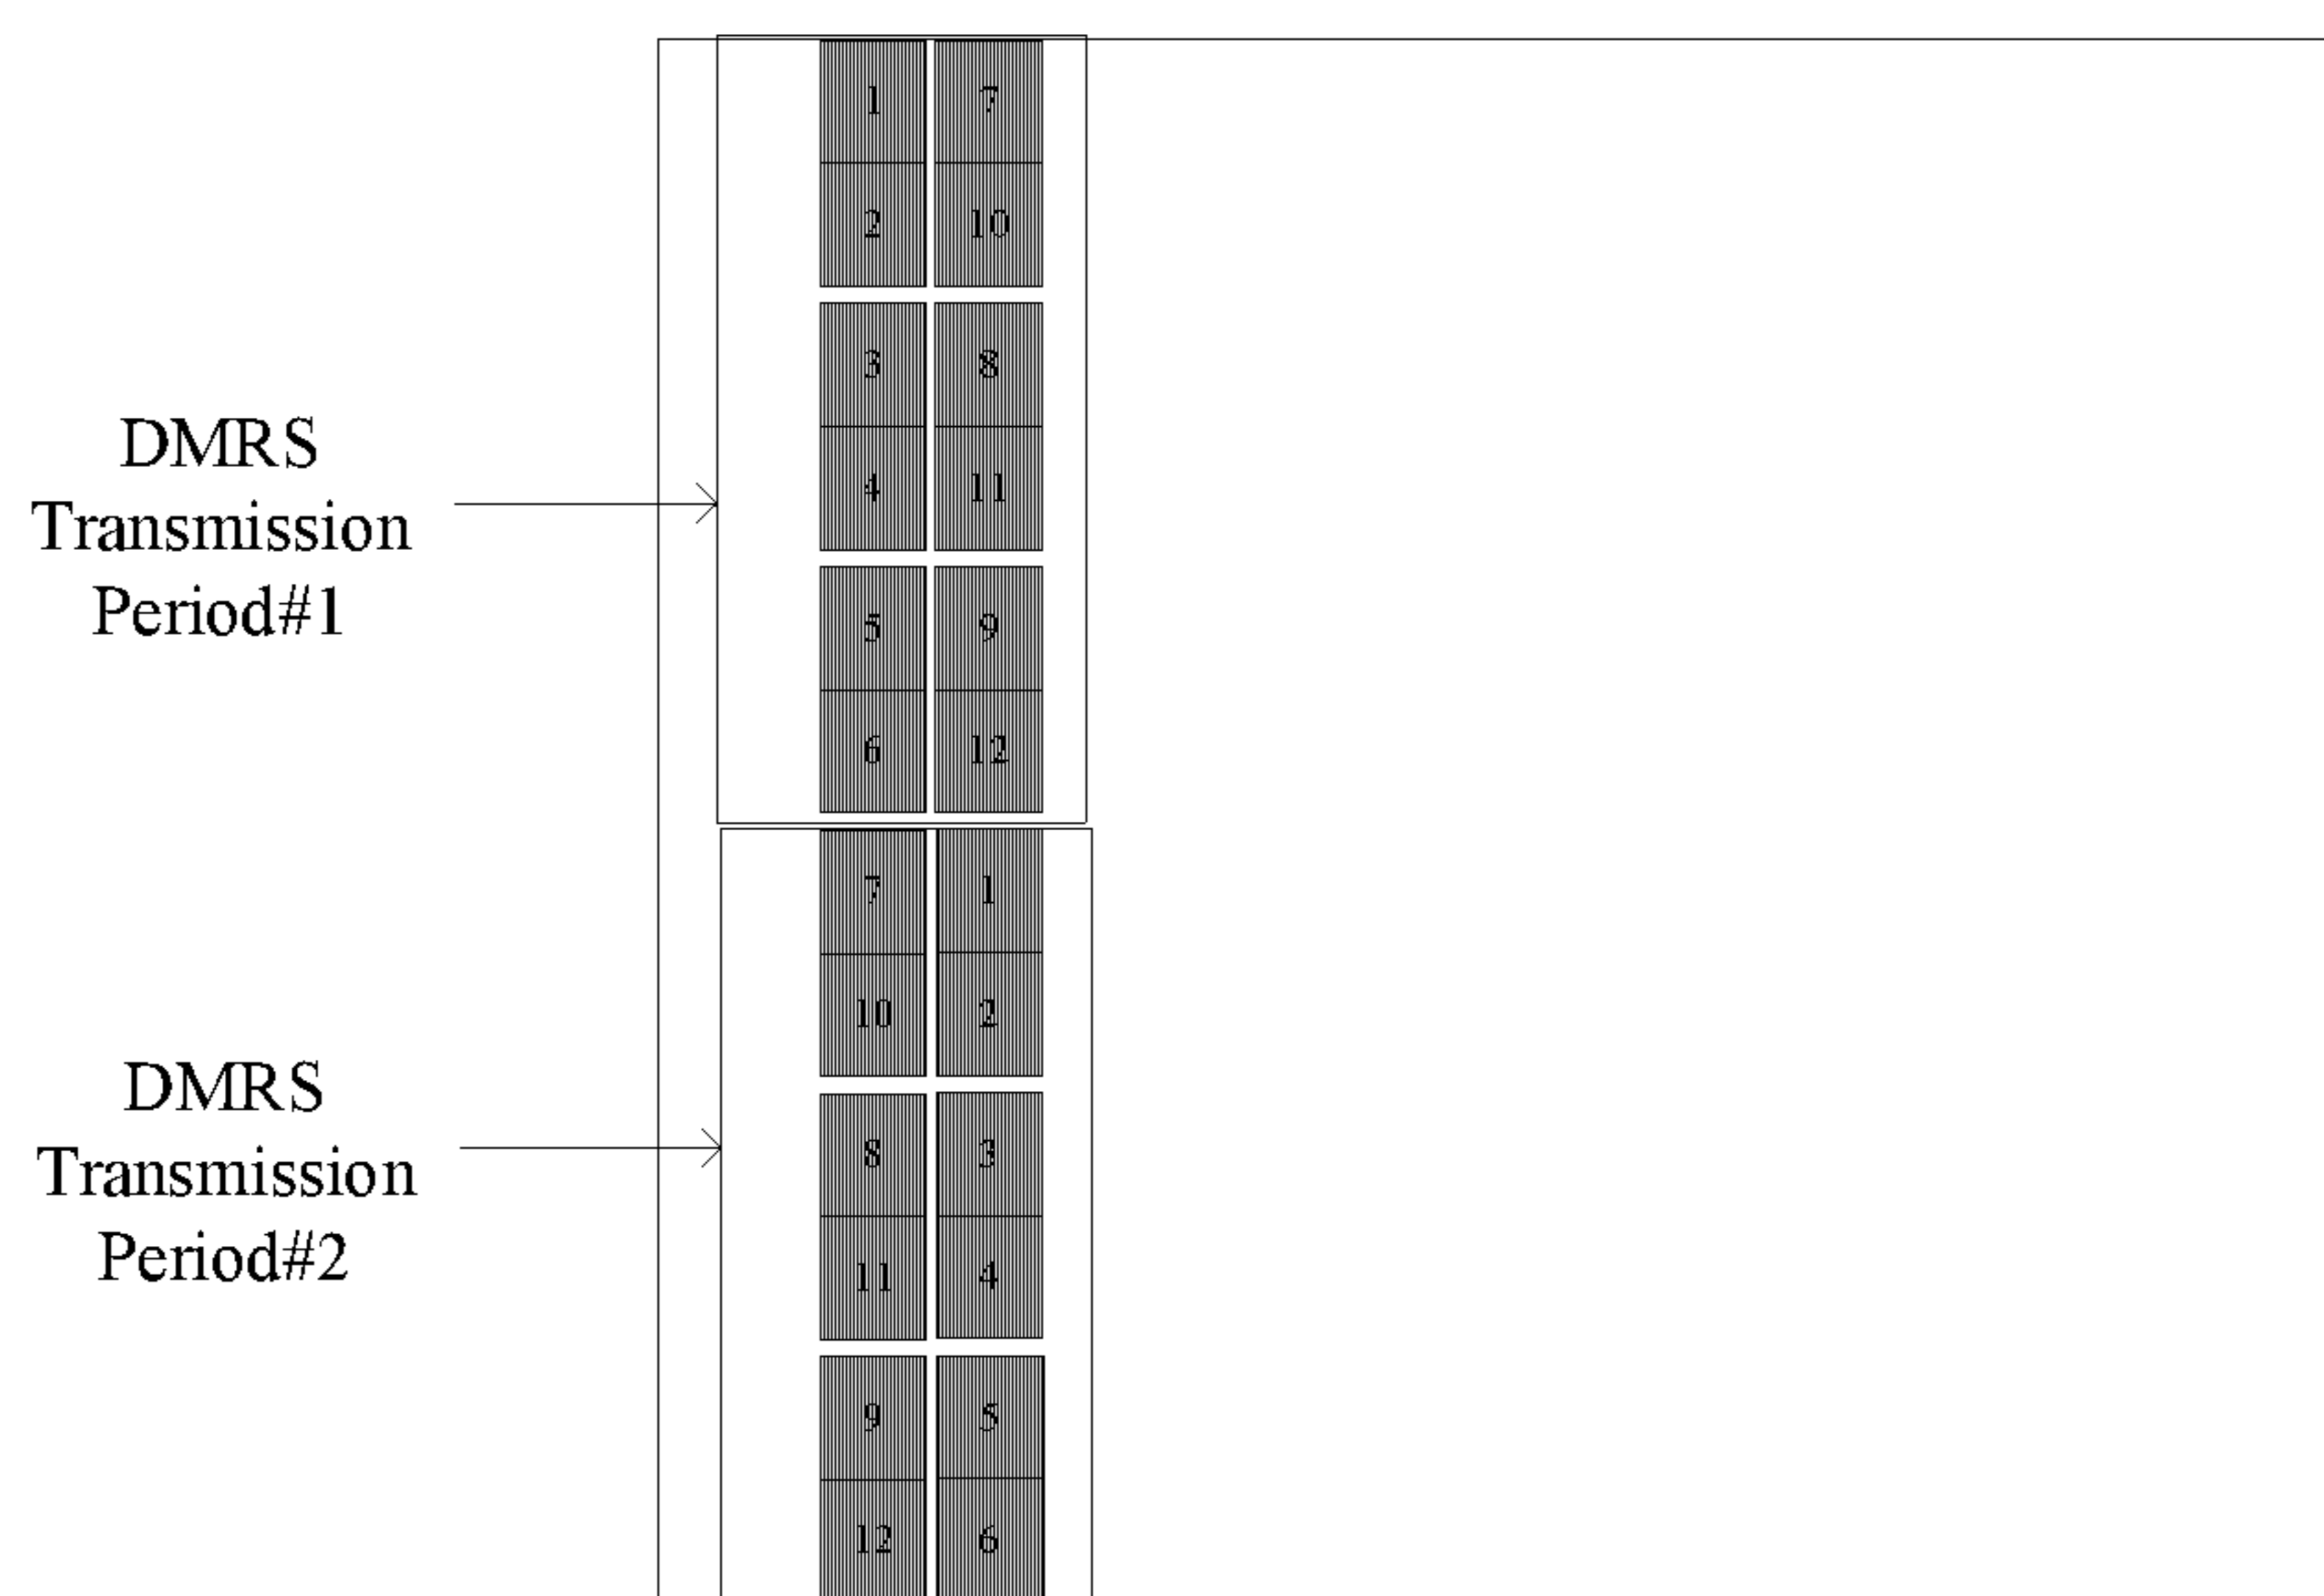 1 7
2 10
3 8
DMRS
4 11
Transmission
Period#1
5 9
6 12
7 1
10 2
DMRS
8 3
Transmission
Period#2
11 4
9 5
12 6